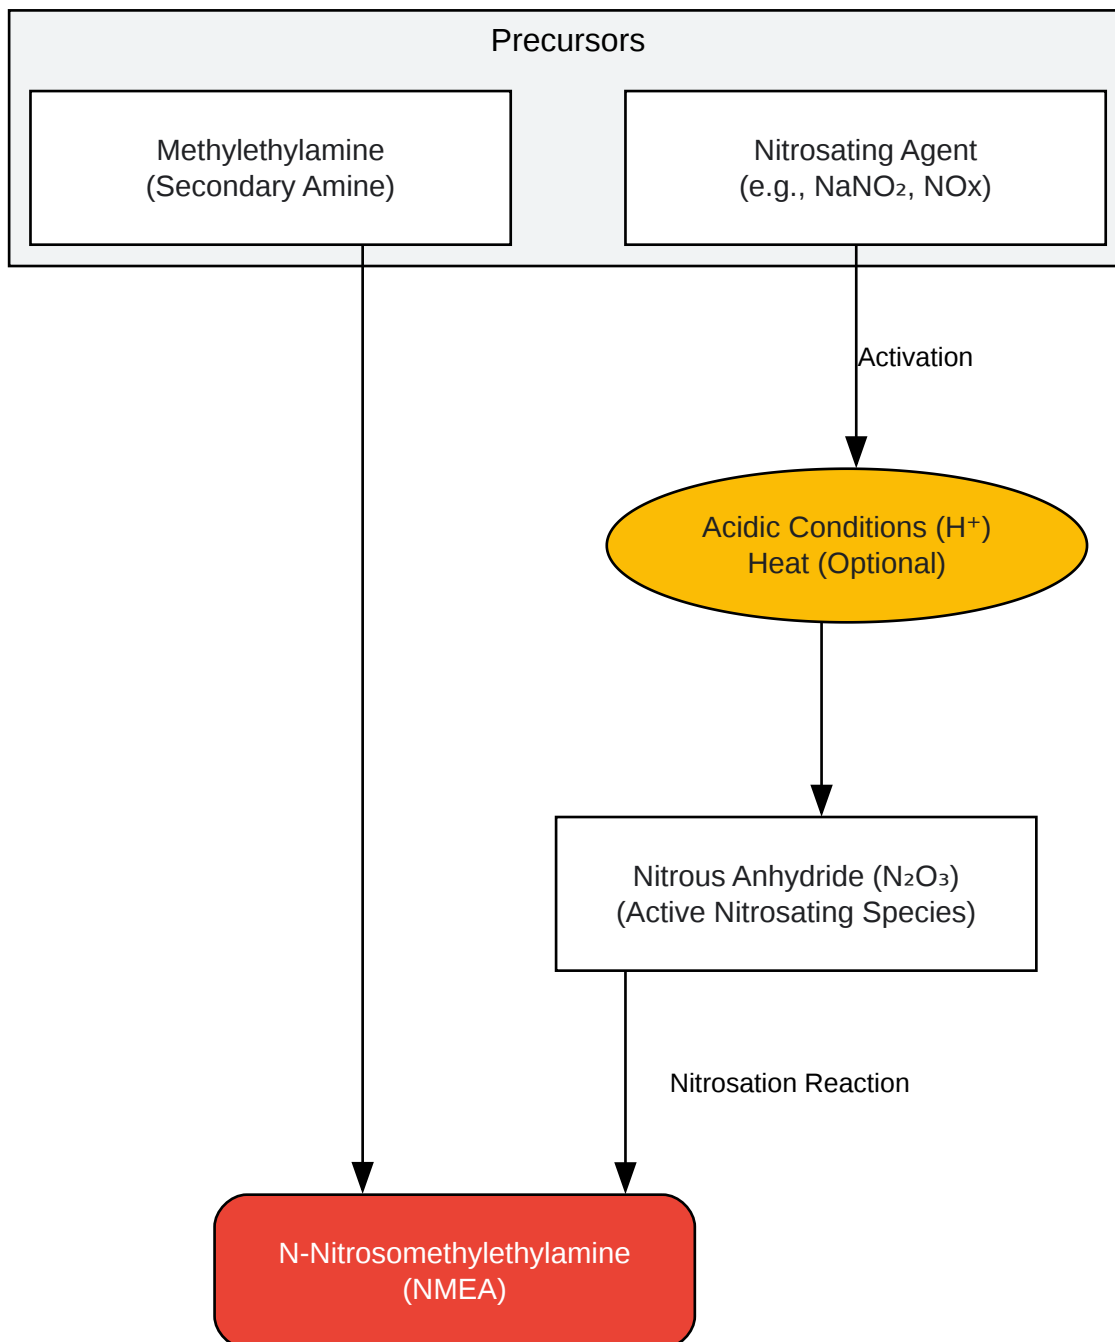 Precursors
Methylethylamine
(Secondary Amine)
Nitrosating Agent
(e.g., NaNO₂, NOx)
Activation
Acidic Conditions (H⁺)
Heat (Optional)
Nitrous Anhydride (N₂O₃)
(Active Nitrosating Species)
Nitrosation Reaction
N-Nitrosomethylethylamine
(NMEA)